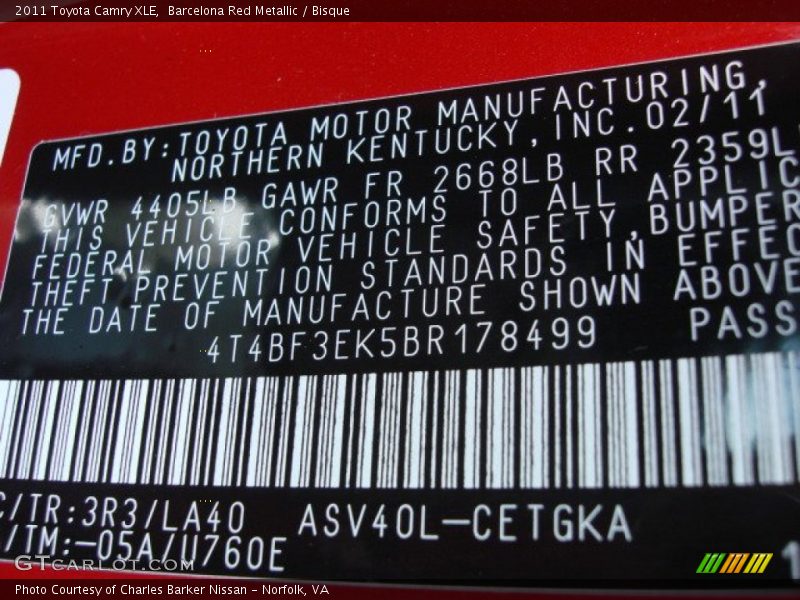 2011 Toyota Camry XLE,  Barcelona Red Metallic / Bisque
MFD.BY:TOYOTA MOTOR MANUFACTURING,
NORTHERN KENTUCKY,INC.02/11
GVWR 4405LB GAWR FR 2668LB RR 2359L
THIS VEHICLE CONFORMS TO ALL APPLIC
FEDERAL MOTOR VEHICLE SAFETY,BUMPER
THEFT PREVENTION STANDARDS IN EFFEC
THE DATE OF MANUFACTURE SHOWN ABOVE
4T4BF3EK5BR178499 PASS
C/TR:3R3/LA40 ASV40L-CETGKA
/TM:-05A/U760E
GTCARLOT.COM
Photo Courtesy of Charles Barker Nissan - Norfolk, VA